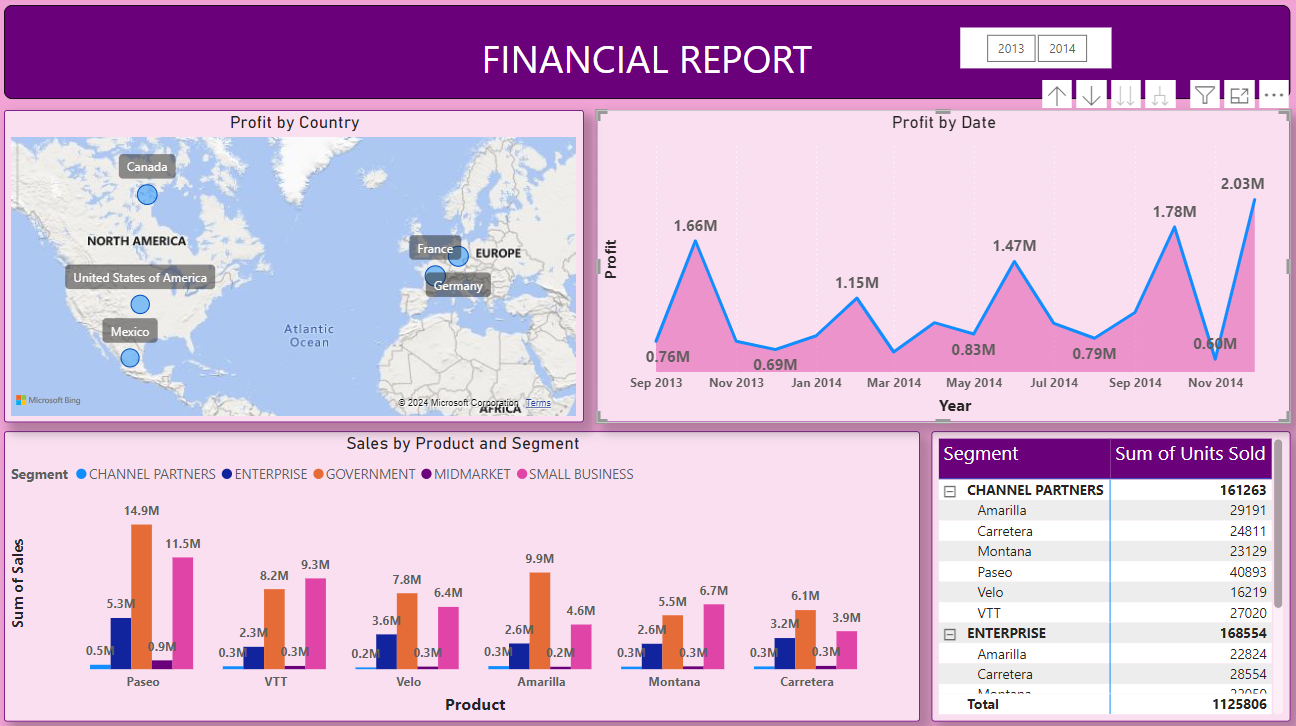 FINANCIAL REPORT
2013 2014
Profit by Country
Canada
NORTH AMERICA
United States of America
Mexico
France
EUROPE
Germany
Atlantic
Ocean
AFRICA
Microsoft Bing
© 2024 Microsoft Corporation Terms
Profit by Date
Profit
0.76M
1.66M
0.69M
1.15M
0.83M
1.47M
0.79M
1.78M
0.60M
2.03M
Sep 2013 Nov 2013 Jan 2014 Mar 2014 May 2014 Jul 2014 Sep 2014 Nov 2014
Year
Sales by Product and Segment
Segment CHANNEL PARTNERS ENTERPRISE GOVERNMENT MIDMARKET SMALL BUSINESS
Sum of Sales
0.5M 5.3M 14.9M 0.9M 11.5M
0.3M 2.3M 8.2M 0.3M 9.3M
0.2M 3.6M 7.8M 0.3M 6.4M
0.3M 2.6M 9.9M 0.2M 4.6M
0.3M 2.6M 5.5M 0.3M 6.7M
0.3M 3.2M 6.1M 0.3M 3.9M
Paseo VTT Velo Amarilla Montana Carretera
Product
Segment Sum of Units Sold
CHANNEL PARTNERS 161263
Amarilla 29191
Carretera 24811
Montana 23129
Paseo 40893
Velo 16219
VTT 27020
ENTERPRISE 168554
Amarilla 22824
Carretera 28554
Montana
Total 1125806